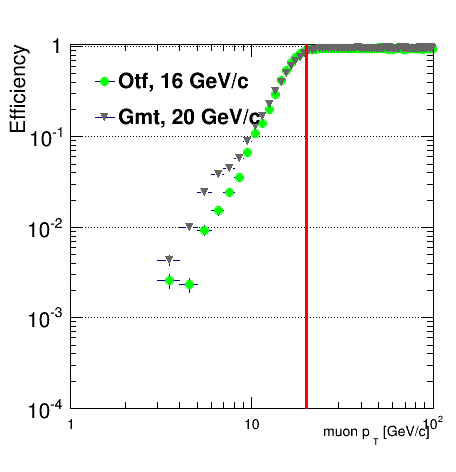 Efficiency
1
10-1
10-2
10-3
10-4
Otf, 16 GeV/c
Gmt, 20 GeV/c
1
10
102
muon pT [GeV/c]